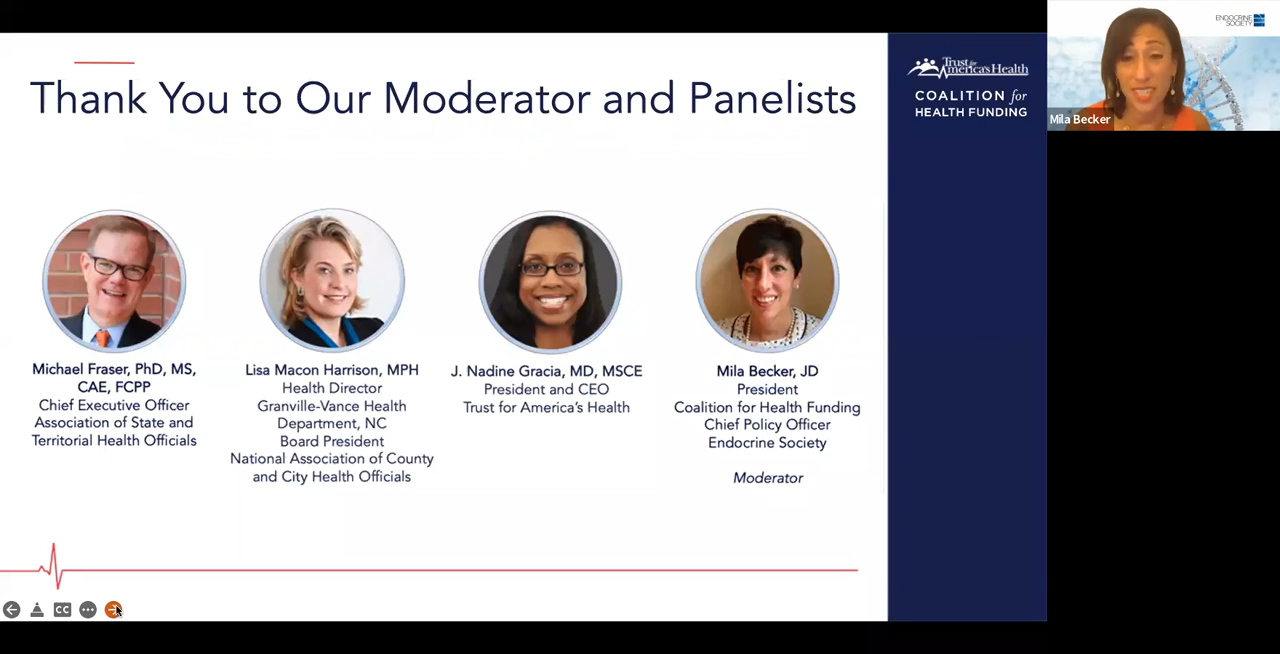 Thank You to Our Moderator and Panelists
Trust for
America'sHealth
COALITION for
HEALTH FUNDING
ENDOCRINE
SOCIETY
Mila Becker
Michael Fraser, PhD, MS,
CAE, FCPP
Chief Executive Officer
Association of State and
Territorial Health Officials
Lisa Macon Harrison, MPH
Health Director
Granville-Vance Health
Department, NC
Board President
National Association of County
and City Health Officials
J. Nadine Gracia, MD, MSCE
President and CEO
Trust for America's Health
Mila Becker, JD
President
Coalition for Health Funding
Chief Policy Officer
Endocrine Society
Moderator
CC